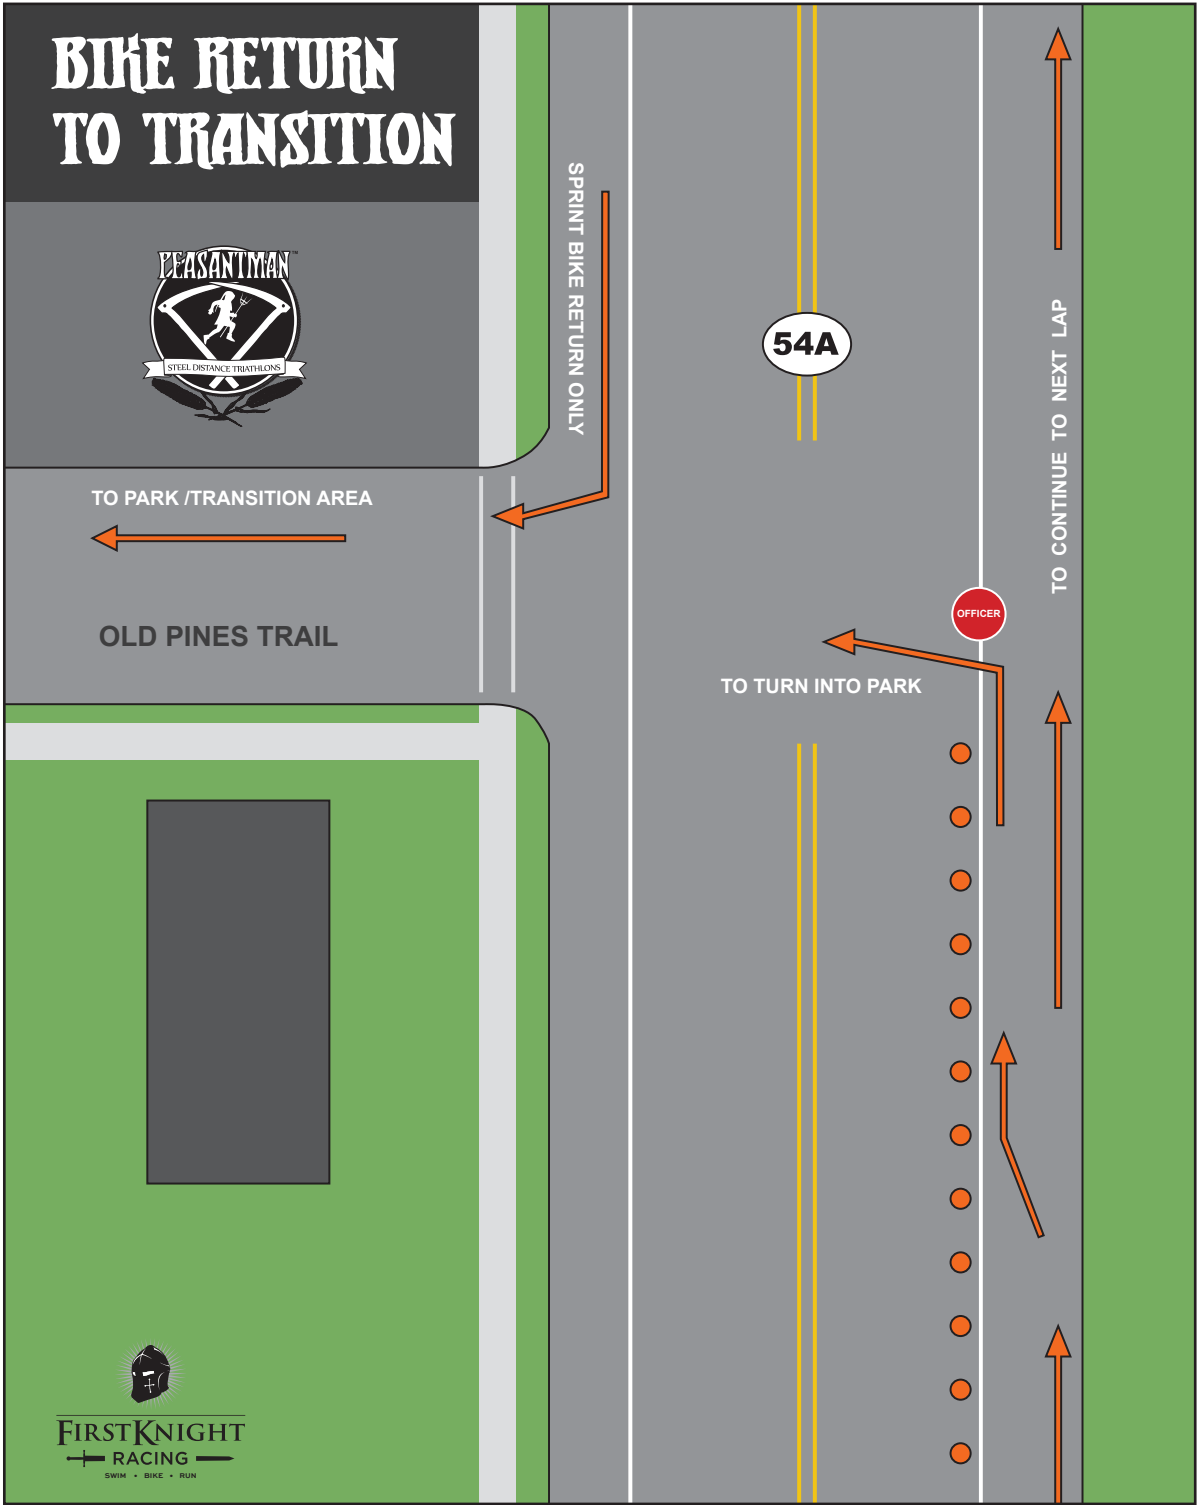 BIKE RETURN
TO TRANSITION
PEASANTMAN™
STEEL DISTANCE TRIATHLONS
SPRINT BIKE RETURN ONLY
54A
TO CONTINUE TO NEXT LAP
TO PARK /TRANSITION AREA
OLD PINES TRAIL
OFFICER
TO TURN INTO PARK
FIRSTKNIGHT
RACING
SWIM • BIKE • RUN